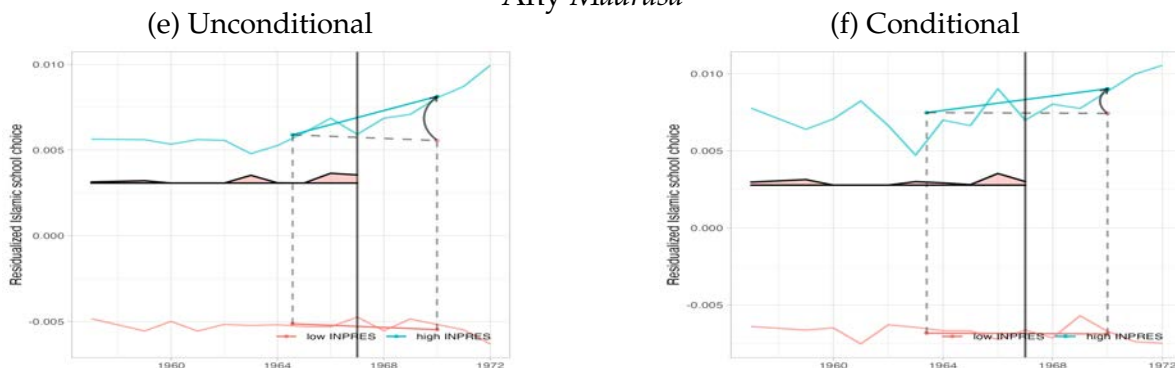 Any Madrasa
(e) Unconditional
(f) Conditional
Residualized Islamic school choice
0.010
0.005
0.000
-0.005
low INPRES
high INPRES
1960
1964
1968
1972
Residualized Islamic school choice
0.010
0.005
0.000
-0.005
low INPRES
high INPRES
1960
1964
1968
1972